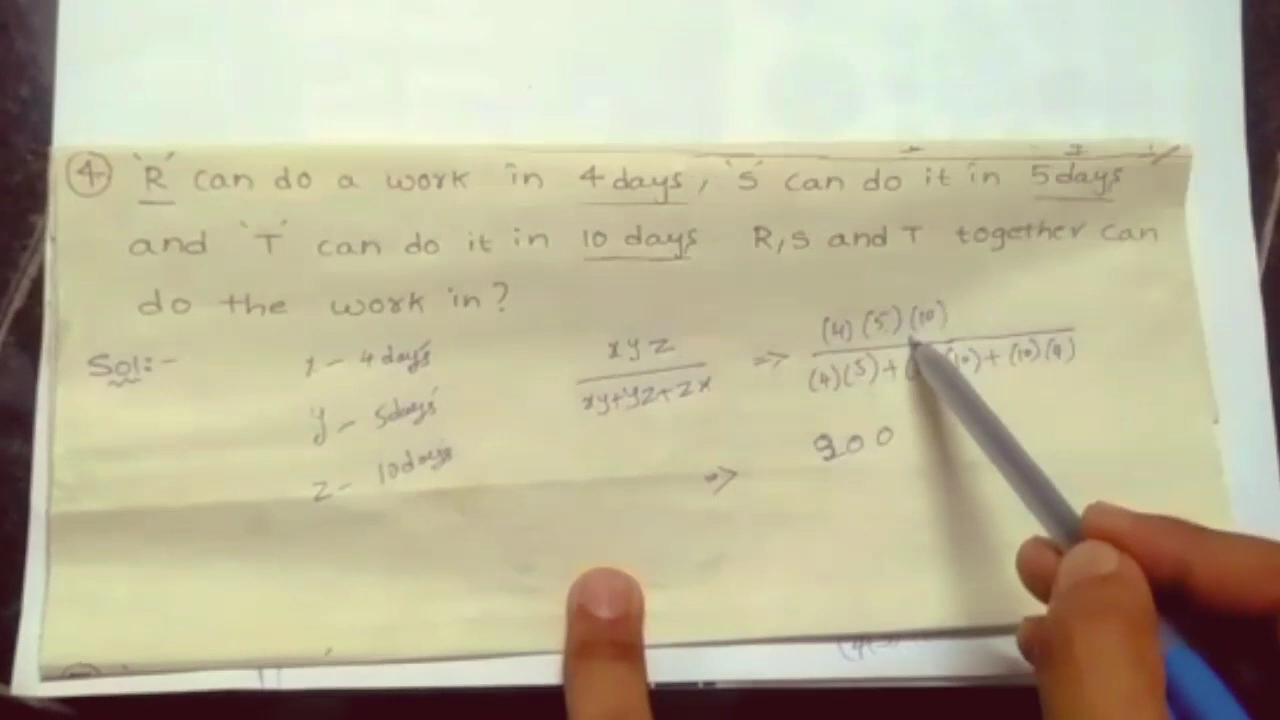 ④ 'R' can do a work in 4 days, 'S' can do it in 5 days
and 'T' can do it in 10 days R, S and T together can
do the work in?
Sol:-
x - 4 days
y - 5 days
z - 10 days
xyz
xy+yz+zx
=> (4) (5) (10)
(4)(5)+ (10)+(10)(4)
=> 200